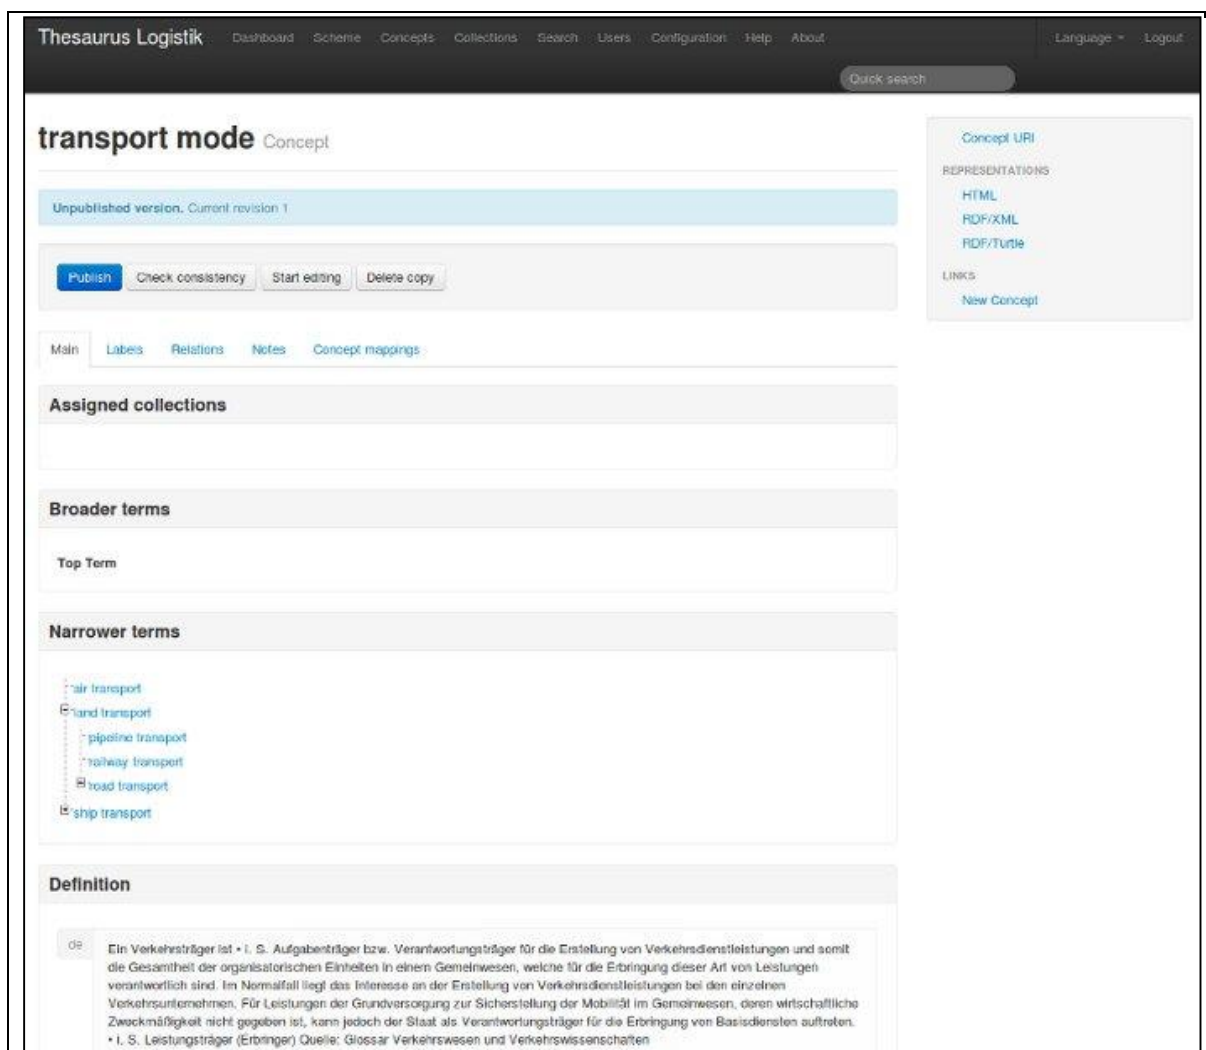 Thesaurus Logistik Dashboard Scheme Concepts Collections Search Users Configuration Help About Language Logout
Quick search
transport mode Concept
Unpublished version. Current revision 1
Publish Check consistency Start editing Delete copy
Main Labels Relations Notes Concept mappings
Assigned collections
Broader terms
Top Term
Narrower terms
air transport
land transport
pipeline transport
railway transport
road transport
ship transport
Definition
de
Ein Verkehrsträger ist • i. S. Aufgabenträger bzw. Verantwortungsträger für die Erstellung von Verkehrsdienstleistungen und somit
die Gesamtheit der organisatorischen Einheiten in einem Gemeinwesen, welche für die Erbringung dieser Art von Leistungen
verantwortlich sind. Im Normalfall liegt das Interesse an der Erstellung von Verkehrsdienstleistungen bei den einzelnen
Verkehrsunternehmen. Für Leistungen der Grundversorgung zur Sicherstellung der Mobilität im Gemeinwesen, deren wirtschaftliche
Zweckmäßigkeit nicht gegeben ist, kann jedoch der Staat als Verantwortungsträger für die Erbringung von Basisdiensten auftreten.
• i. S. Leistungsträger (Erbringer) Quelle: Glossar Verkehrswesen und Verkehrswissenschaften
Concept URI
REPRESENTATIONS
HTML
RDF/XML
RDF/Turtle
LINKS
New Concept